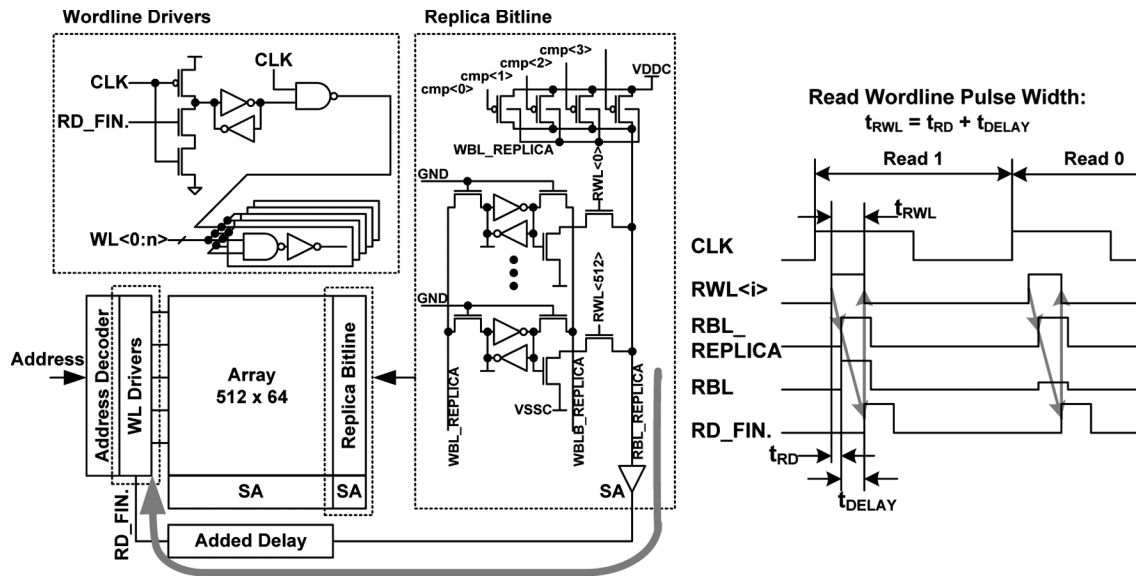 Wordline Drivers
CLK
CLK
RD_FIN.
WL<0:n>
Replica Bitline
cmp<3>
cmp<2>
cmp<1>
cmp<0>
VDDC
WBL_REPLICA
RWL<0>
GND
RWL<512>
GND
VSSC
WBL_REPLICA
WBLB_REPLICA
RBL_REPLICA
SA
Address
Address Decoder
WL Drivers
Array
512 x 64
Replica Bitline
SA
SA
RD_FIN.
Added Delay
Read Wordline Pulse Width:
tRWL = tRD + tDELAY
Read 1
Read 0
tRWL
CLK
RWL<i>
RBL_
REPLICA
RBL
RD_FIN.
tRD
tDELAY